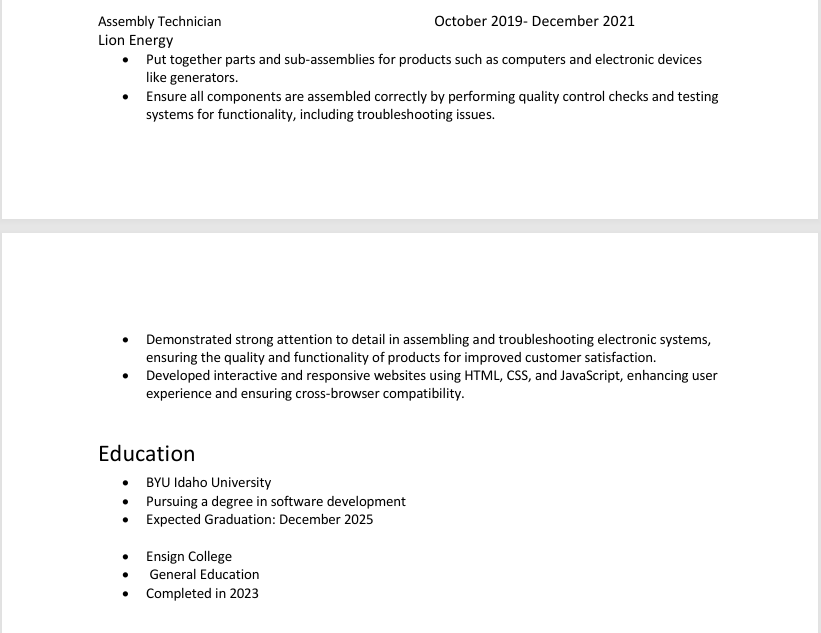 Assembly Technician October 2019- December 2021
Lion Energy
• Put together parts and sub-assemblies for products such as computers and electronic devices
like generators.
• Ensure all components are assembled correctly by performing quality control checks and testing
systems for functionality, including troubleshooting issues.
• Demonstrated strong attention to detail in assembling and troubleshooting electronic systems,
ensuring the quality and functionality of products for improved customer satisfaction.
• Developed interactive and responsive websites using HTML, CSS, and JavaScript, enhancing user
experience and ensuring cross-browser compatibility.
Education
• BYU Idaho University
• Pursuing a degree in software development
• Expected Graduation: December 2025
• Ensign College
• General Education
• Completed in 2023